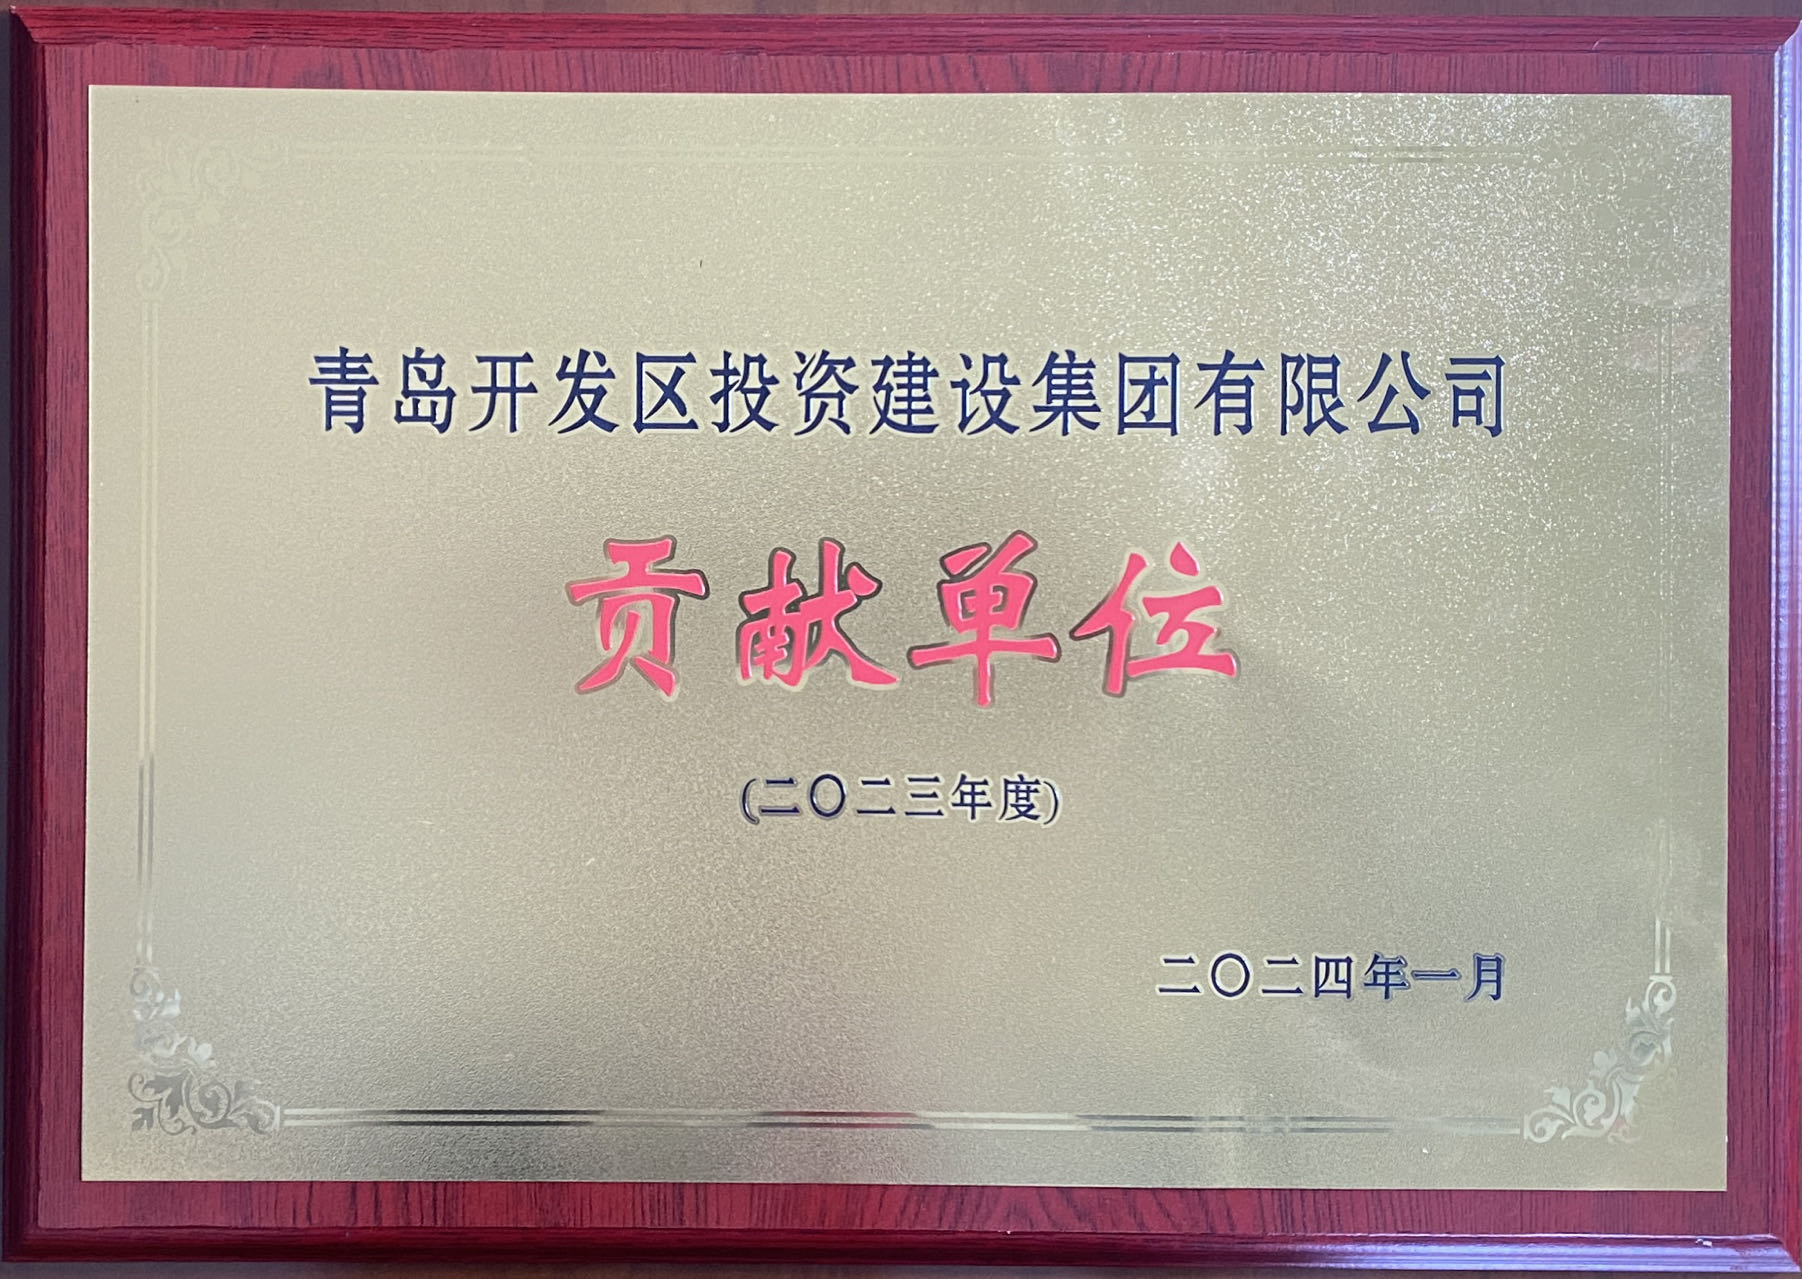 青岛开发区投资建设集团有限公司
贡献单位
(二〇二三年度)
二〇二四年一月